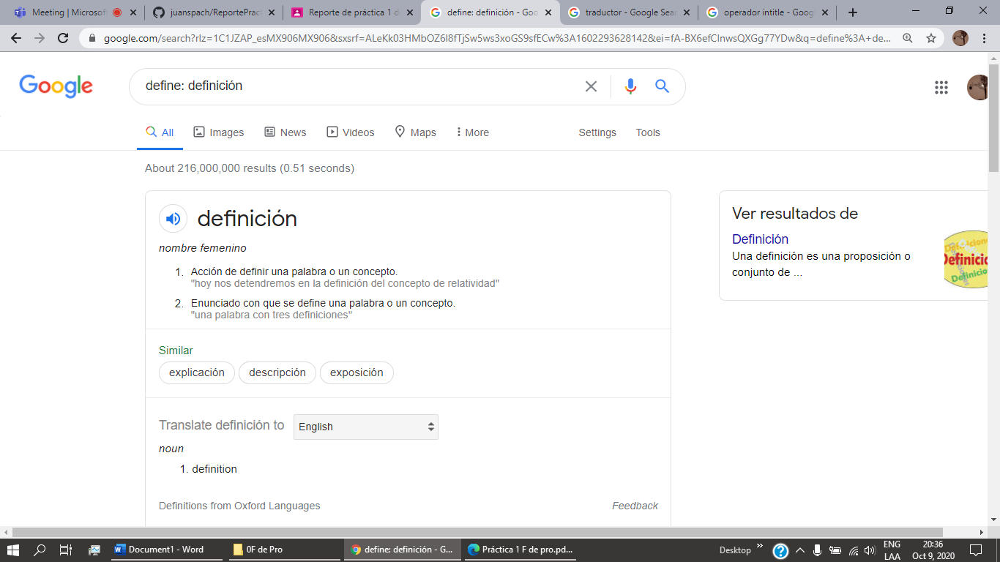 Meeting | Microsoft
juanspach/ReportePract
Reporte de práctica 1 d
define: definición - Goo
traductor - Google Sear
operador intitle - Goog
google.com/search?rlz=1C1JZAP_esMX906MX906&sxsrf=ALeKk03HMbOZ6I8fTjSw5ws3xoGS9sfECw%3A1602293628142&ei=fA-BX6efCInwsQXGg77YDw&q=define%3A+de...
Google
define: definición
All
Images
News
Videos
Maps
More
Settings
Tools
About 216,000,000 results (0.51 seconds)
definición
nombre femenino
1. Acción de definir una palabra o un concepto.
"hoy nos detendremos en la definición del concepto de relatividad"
2. Enunciado con que se define una palabra o un concepto.
"una palabra con tres definiciones"
Similar
explicación
descripción
exposición
Translate definición to
English
noun
1. definition
Definitions from Oxford Languages
Feedback
Ver resultados de
Definición
Una definición es una proposición o
conjunto de ...
Definició
Definicio
Document1 - Word
0F de Pro
define: definición - G...
Práctica 1 F de pro.pd...
Desktop
ENG
LAA
20:36
Oct 9, 2020